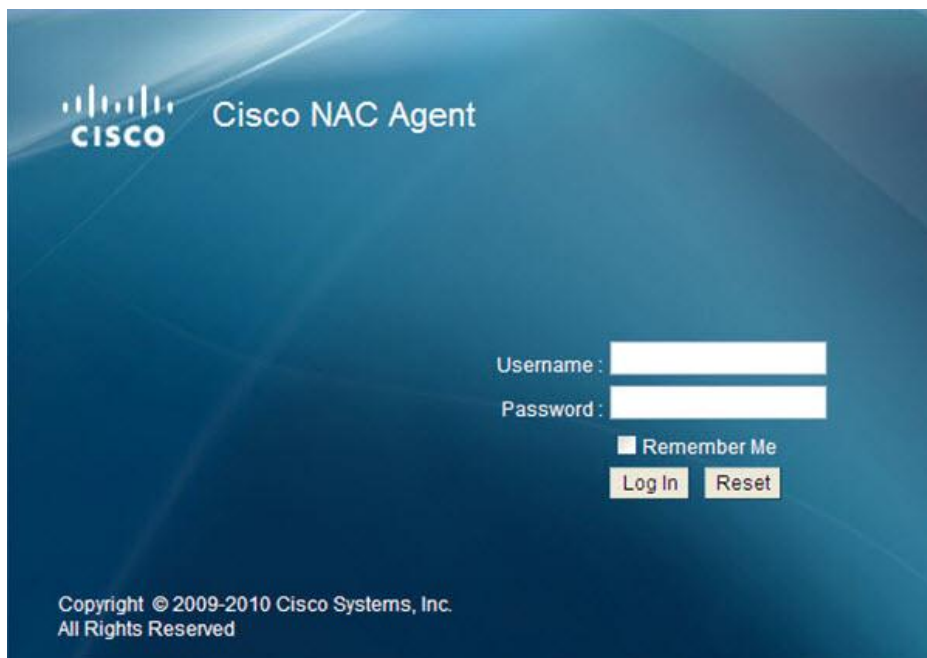 CISCO
Cisco NAC Agent
Username :
Password :
Remember Me
Log In Reset
Copyright © 2009-2010 Cisco Systems, Inc.
All Rights Reserved